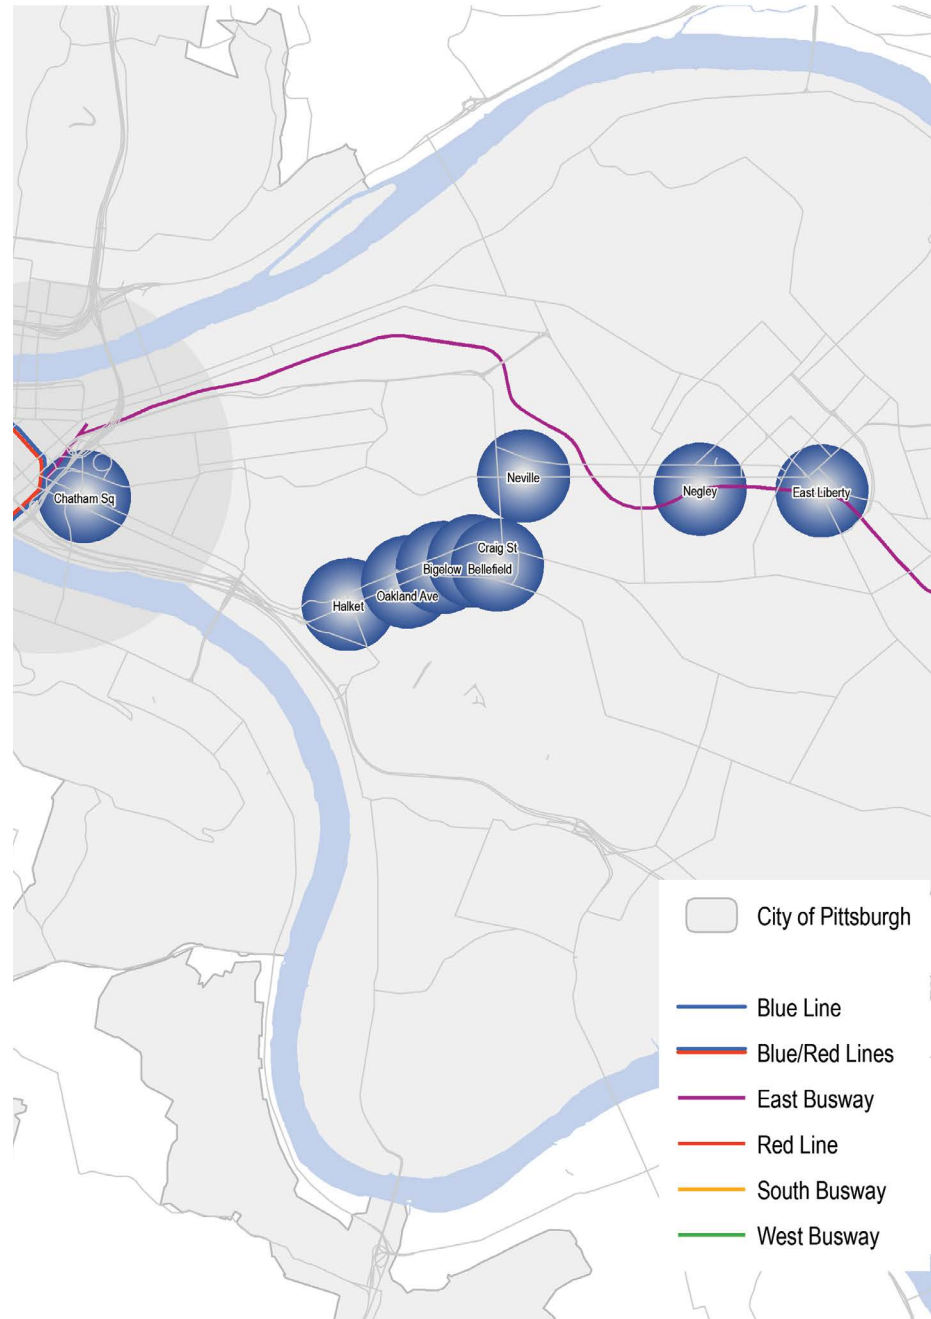 Neville
Negley
East Liberty
Chatham Sq
Craig St
Bigelow
Bellefield
Oakland Ave
Halket
City of Pittsburgh
Blue Line
Blue/Red Lines
East Busway
Red Line
South Busway
West Busway